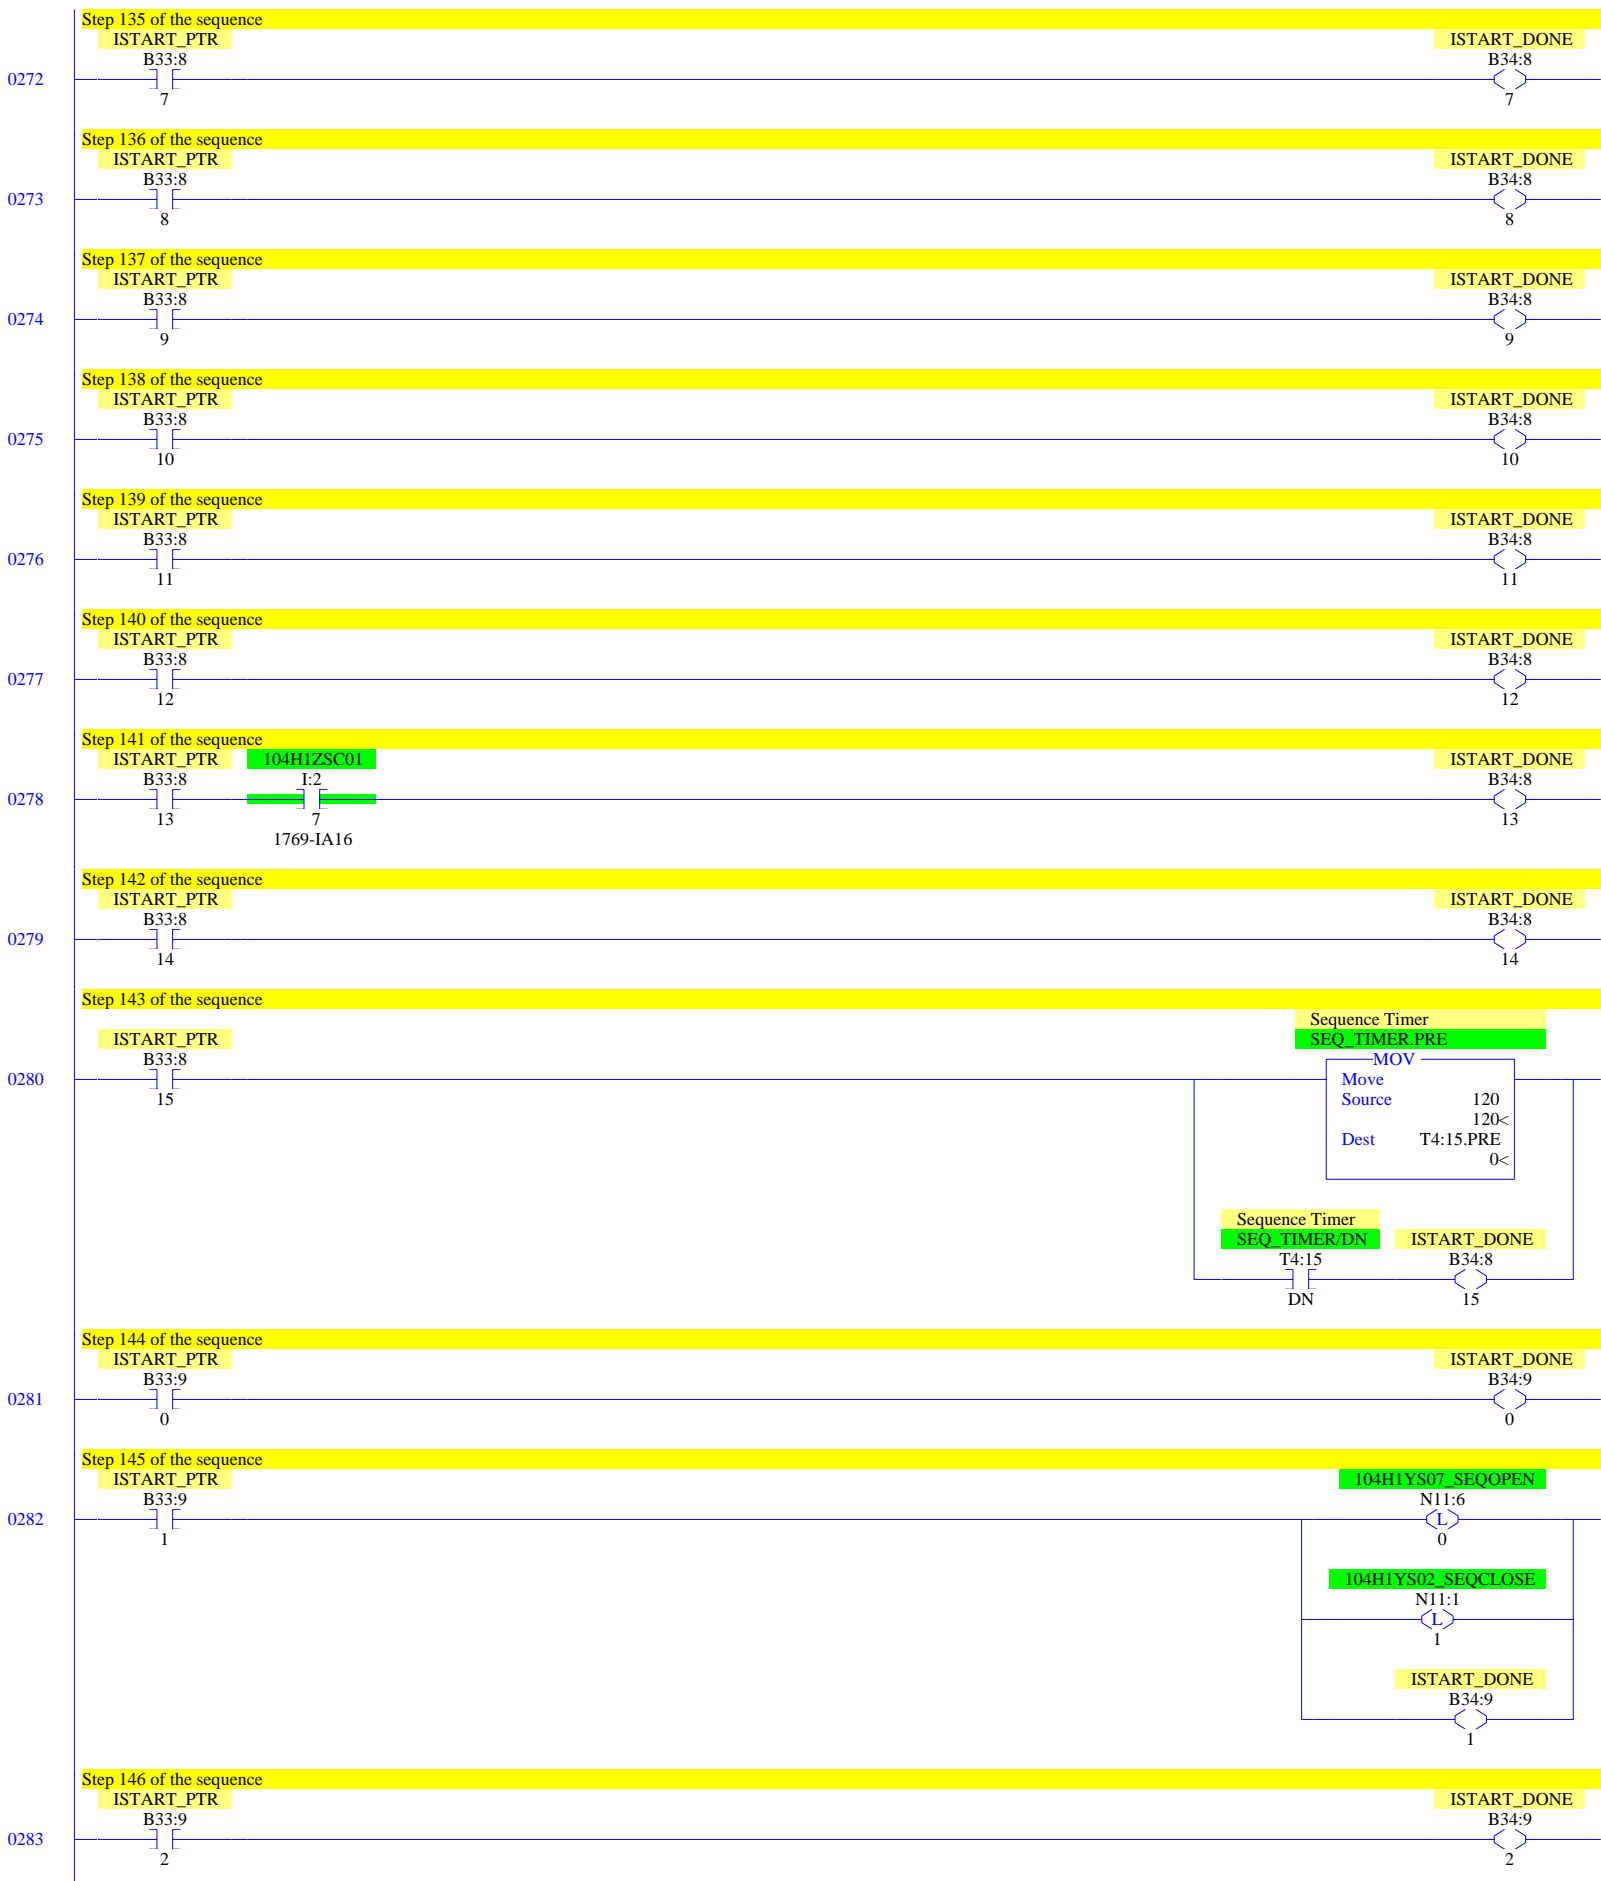 Step 135 of the sequence
ISTART_PTR ISTART_DONE
B33:8 B34:8
0272
7 7
Step 136 of the sequence
ISTART_PTR ISTART_DONE
B33:8 B34:8
0273
8 8
Step 137 of the sequence
ISTART_PTR ISTART_DONE
B33:8 B34:8
0274
9 9
Step 138 of the sequence
ISTART_PTR ISTART_DONE
B33:8 B34:8
0275
10 10
Step 139 of the sequence
ISTART_PTR ISTART_DONE
B33:8 B34:8
0276
11 11
Step 140 of the sequence
ISTART_PTR ISTART_DONE
B33:8 B34:8
0277
12 12
Step 141 of the sequence
ISTART_PTR 104H1ZSC01 ISTART_DONE
B33:8 I:2 B34:8
0278
13 7 13
1769-IA16
Step 142 of the sequence
ISTART_PTR ISTART_DONE
B33:8 B34:8
0279
14 14
Step 143 of the sequence
Sequence Timer
ISTART_PTR SEQ_TIMER.PRE
B33:8 MOV
0280 Move
15 Source 120
120<
Dest T4:15.PRE
0<
Sequence Timer
SEQ_TIMER/DN ISTART_DONE
T4:15 B34:8
DN 15
Step 144 of the sequence
ISTART_PTR ISTART_DONE
B33:9 B34:9
0281
0 0
Step 145 of the sequence
ISTART_PTR 104H1YS07_SEQOPEN
B33:9 N11:6
0282 L
1 0
104H1YS02_SEQCLOSE
N11:1
L
1
ISTART_DONE
B34:9
1
Step 146 of the sequence
ISTART_PTR ISTART_DONE
B33:9 B34:9
0283
2 2